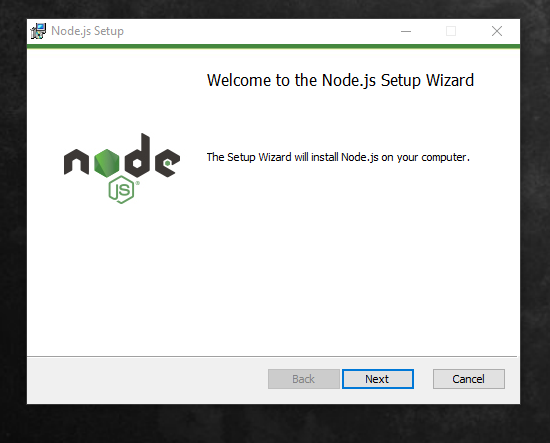 Node.js Setup
Welcome to the Node.js Setup Wizard
The Setup Wizard will install Node.js on your computer.
node
JS®
Back Next Cancel